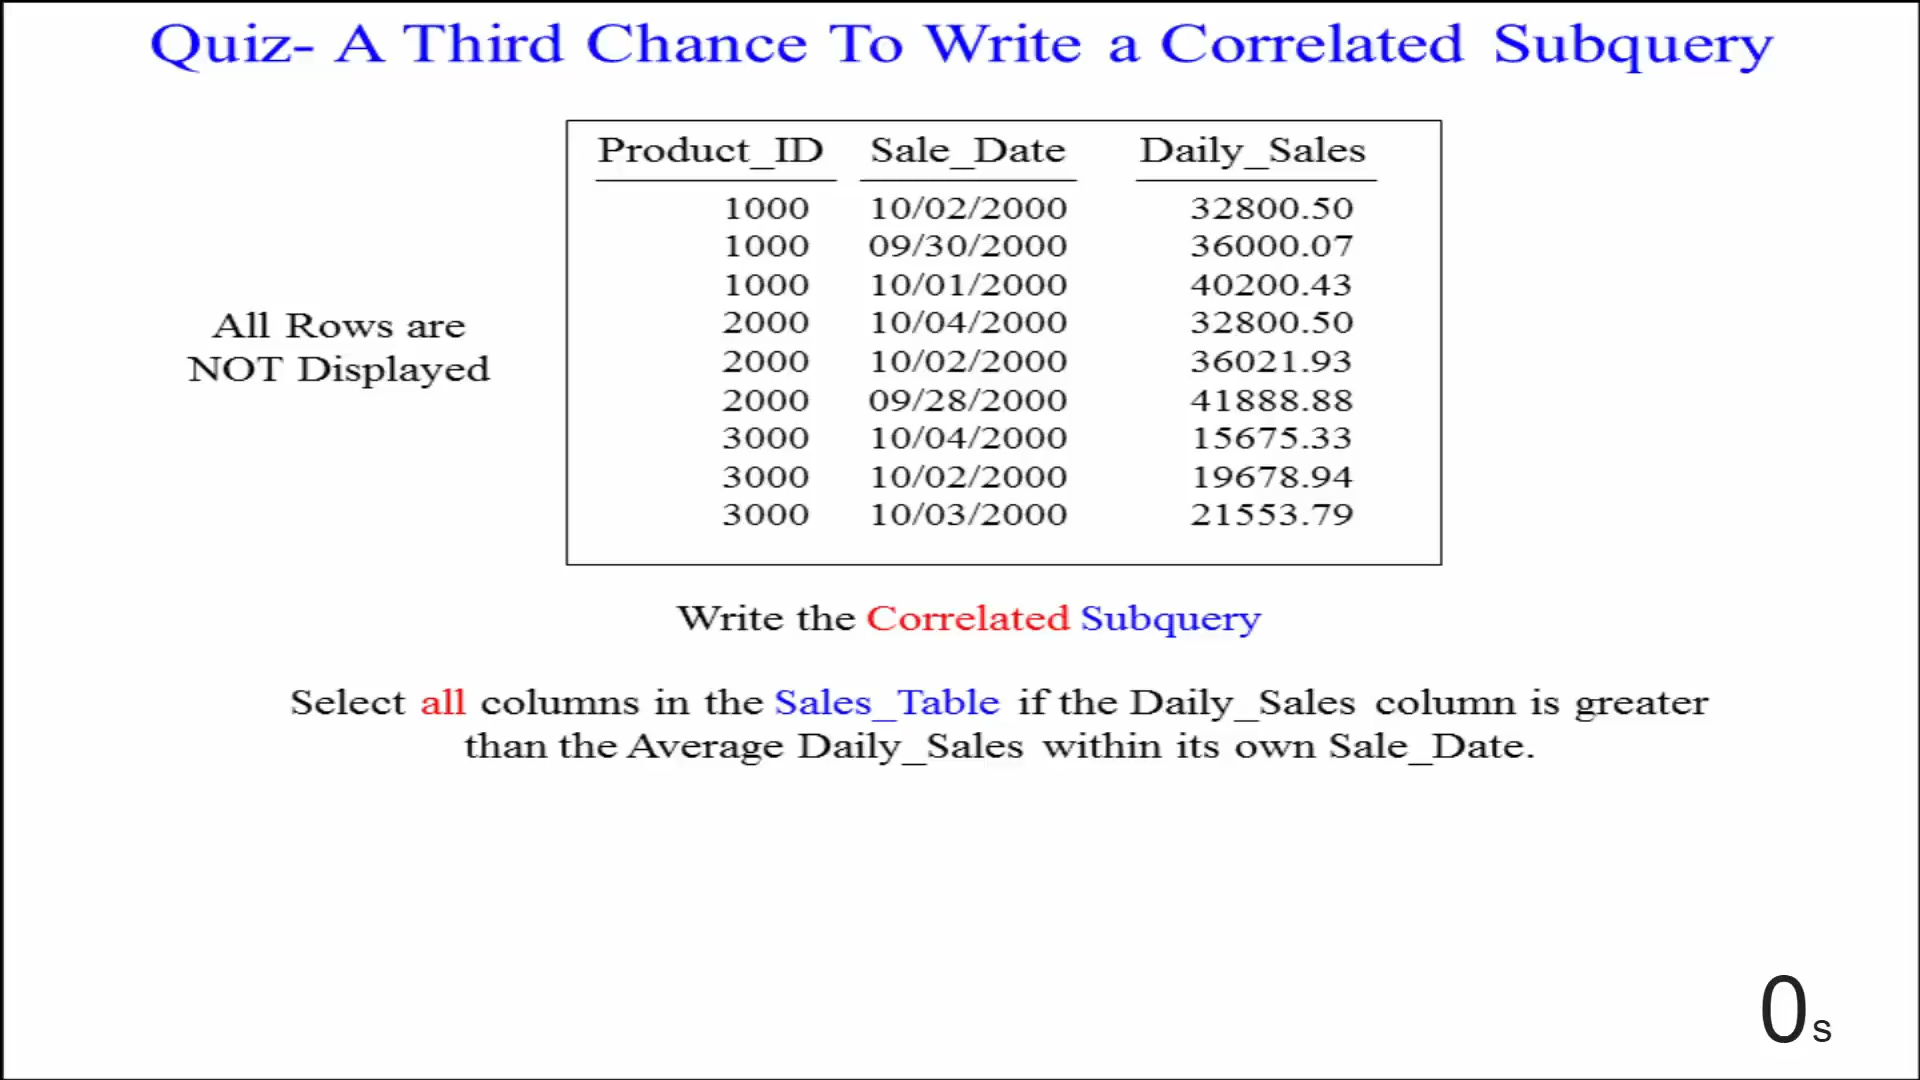 Quiz- A Third Chance To Write a Correlated Subquery
Product_ID Sale_Date Daily_Sales
1000 10/02/2000 32800.50
1000 09/30/2000 36000.07
1000 10/01/2000 40200.43
2000 10/04/2000 32800.50
2000 10/02/2000 36021.93
2000 09/28/2000 41888.88
3000 10/04/2000 15675.33
3000 10/02/2000 19678.94
3000 10/03/2000 21553.79
All Rows are
NOT Displayed
Write the Correlated Subquery
Select all columns in the Sales_Table if the Daily_Sales column is greater
than the Average Daily_Sales within its own Sale_Date.
0s